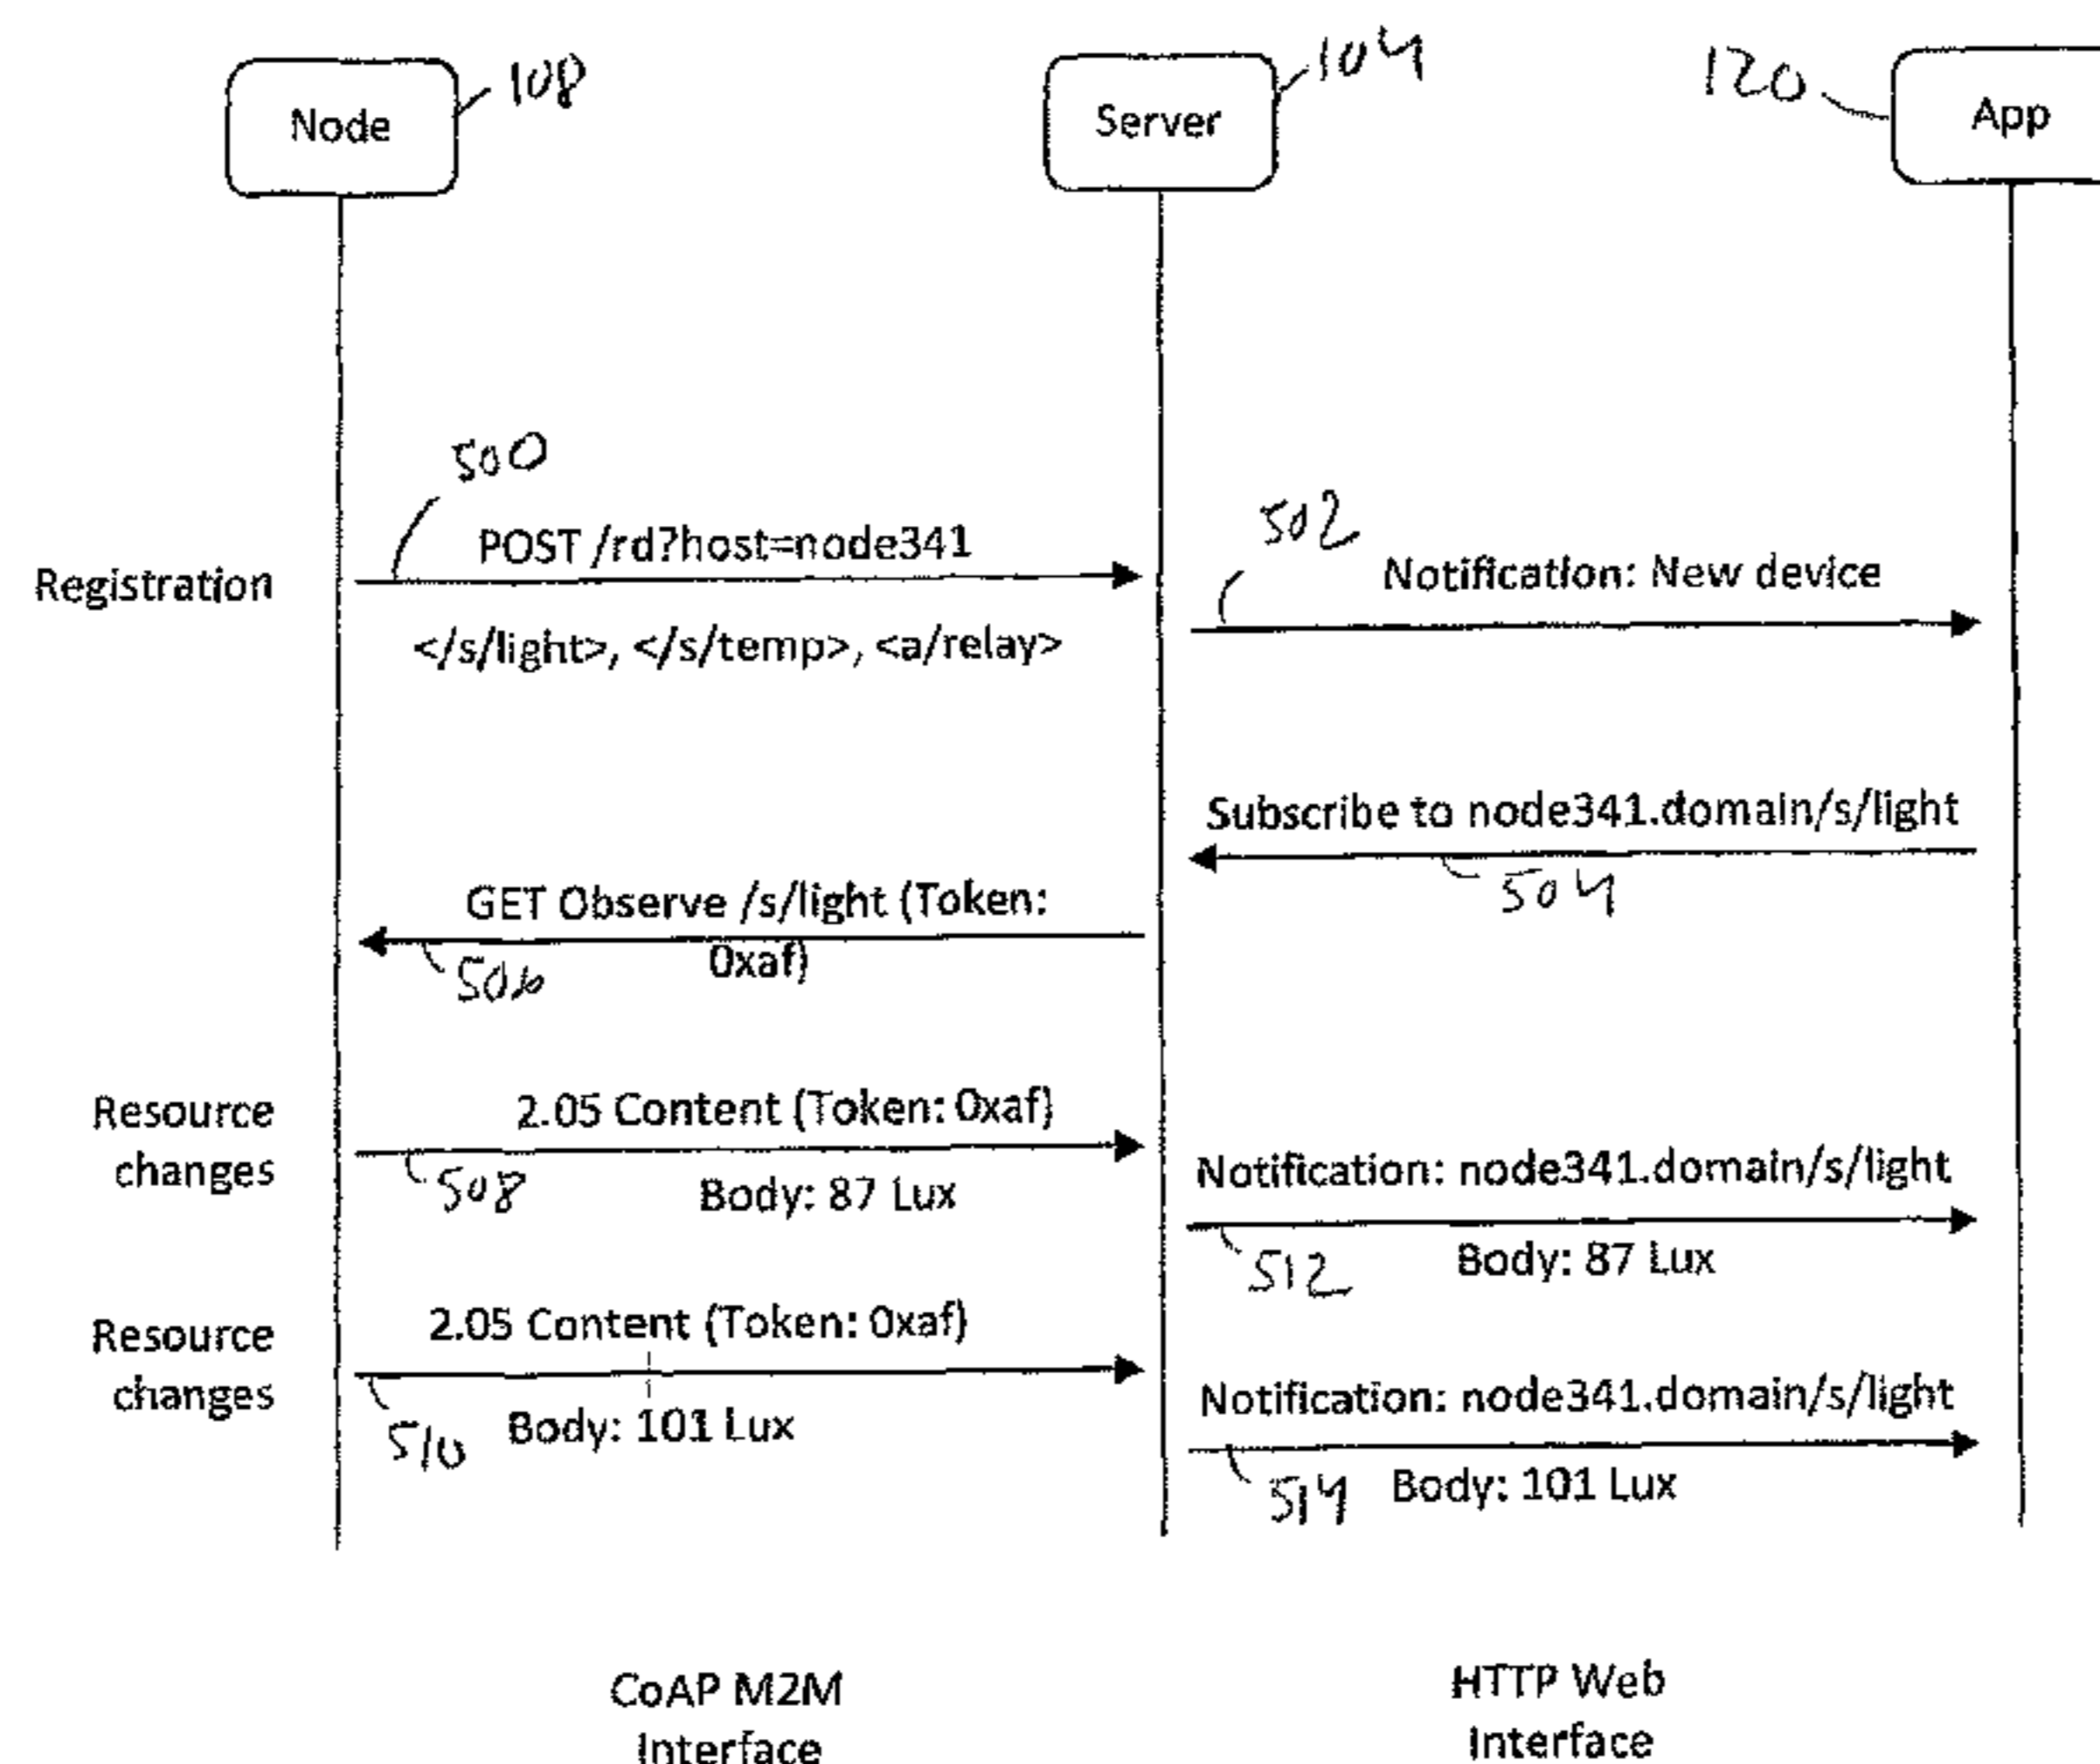 Node
108
Server
104
120
App
500
POST /rd?host=node341
Registration
</s/light>, </s/temp>, <a/relay>
502
Notification: New device
Subscribe to node341.domain/s/light
504
GET Observe /s/light (Token:
0xaf)
506
Resource
changes
2.05 Content (Token: 0xaf)
508
Body: 87 Lux
Notification: node341.domain/s/light
512
Body: 87 Lux
Resource
changes
2.05 Content (Token: 0xaf)
510
Body: 101 Lux
Notification: node341.domain/s/light
514
Body: 101 Lux
CoAP M2M
Interface
HTTP Web
Interface